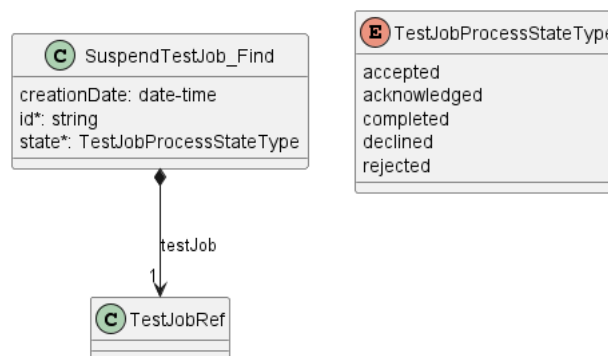 C SuspendTestJob_Find
creationDate: date-time
id*: string
state*: TestJobProcessStateType
E TestJobProcessStateType
accepted
acknowledged
completed
declined
rejected
testJob
1
C TestJobRef